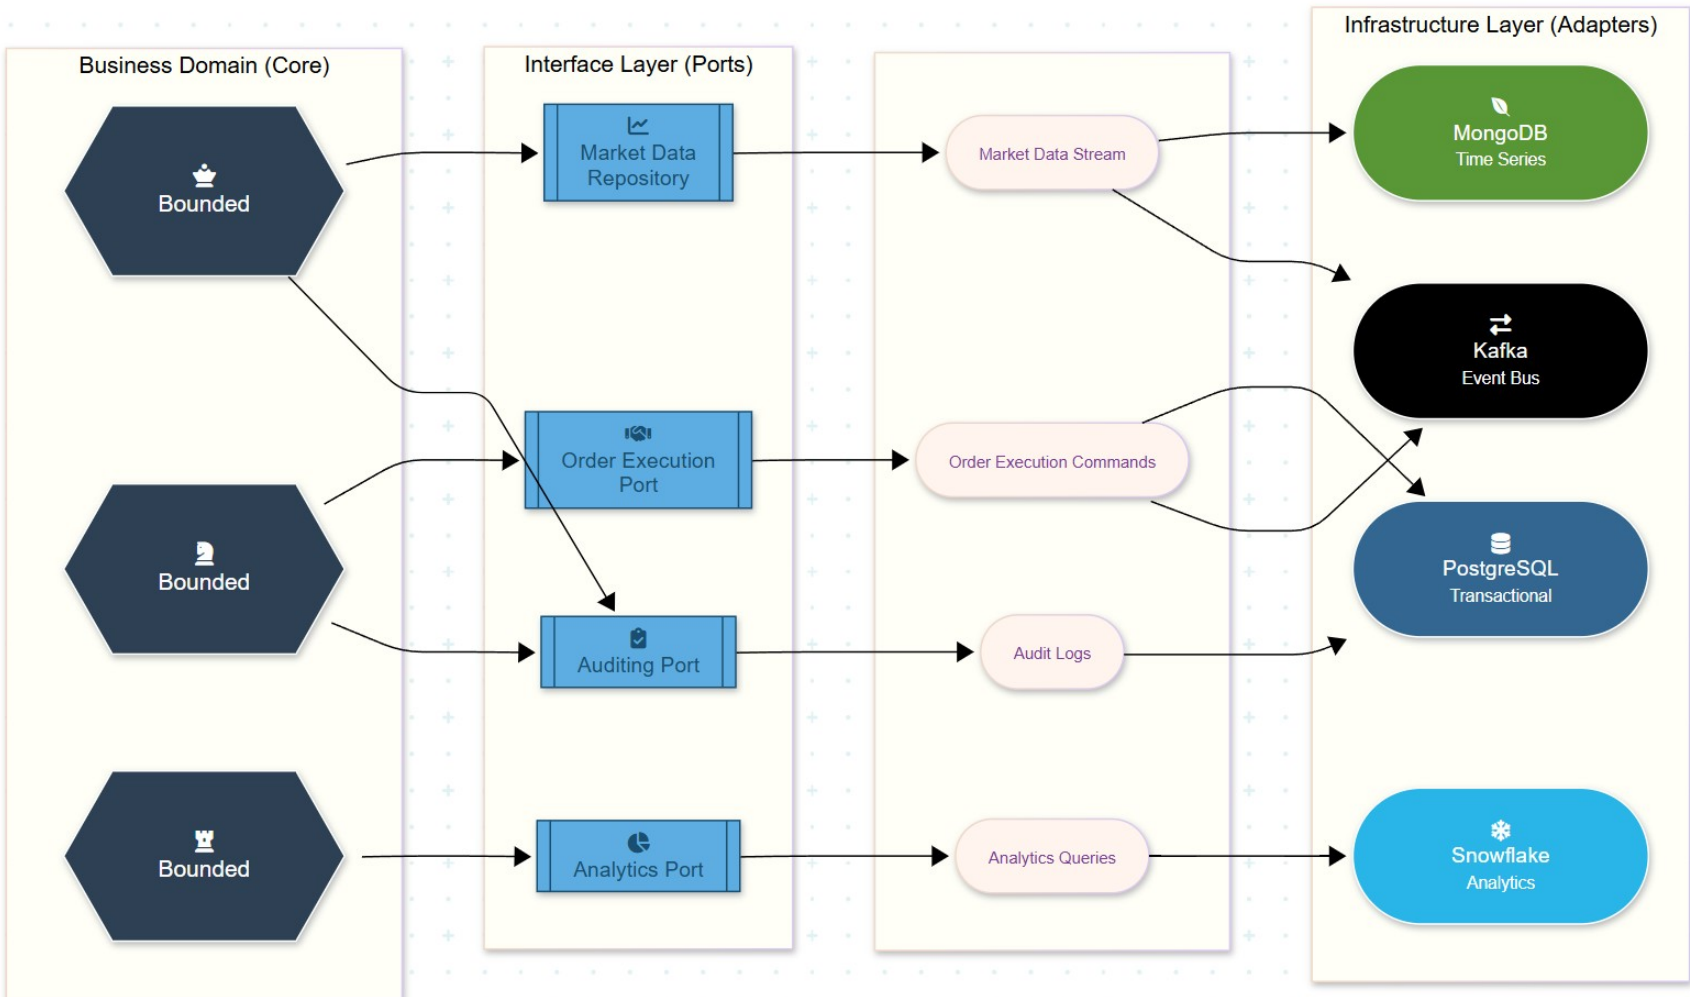 Business Domain (Core)
Bounded
Bounded
Bounded
Interface Layer (Ports)
Market Data
Repository
Order Execution
Port
Auditing Port
Analytics Port
Market Data Stream
Order Execution Commands
Audit Logs
Analytics Queries
Infrastructure Layer (Adapters)
MongoDB
Time Series
Kafka
Event Bus
PostgreSQL
Transactional
Snowflake
Analytics